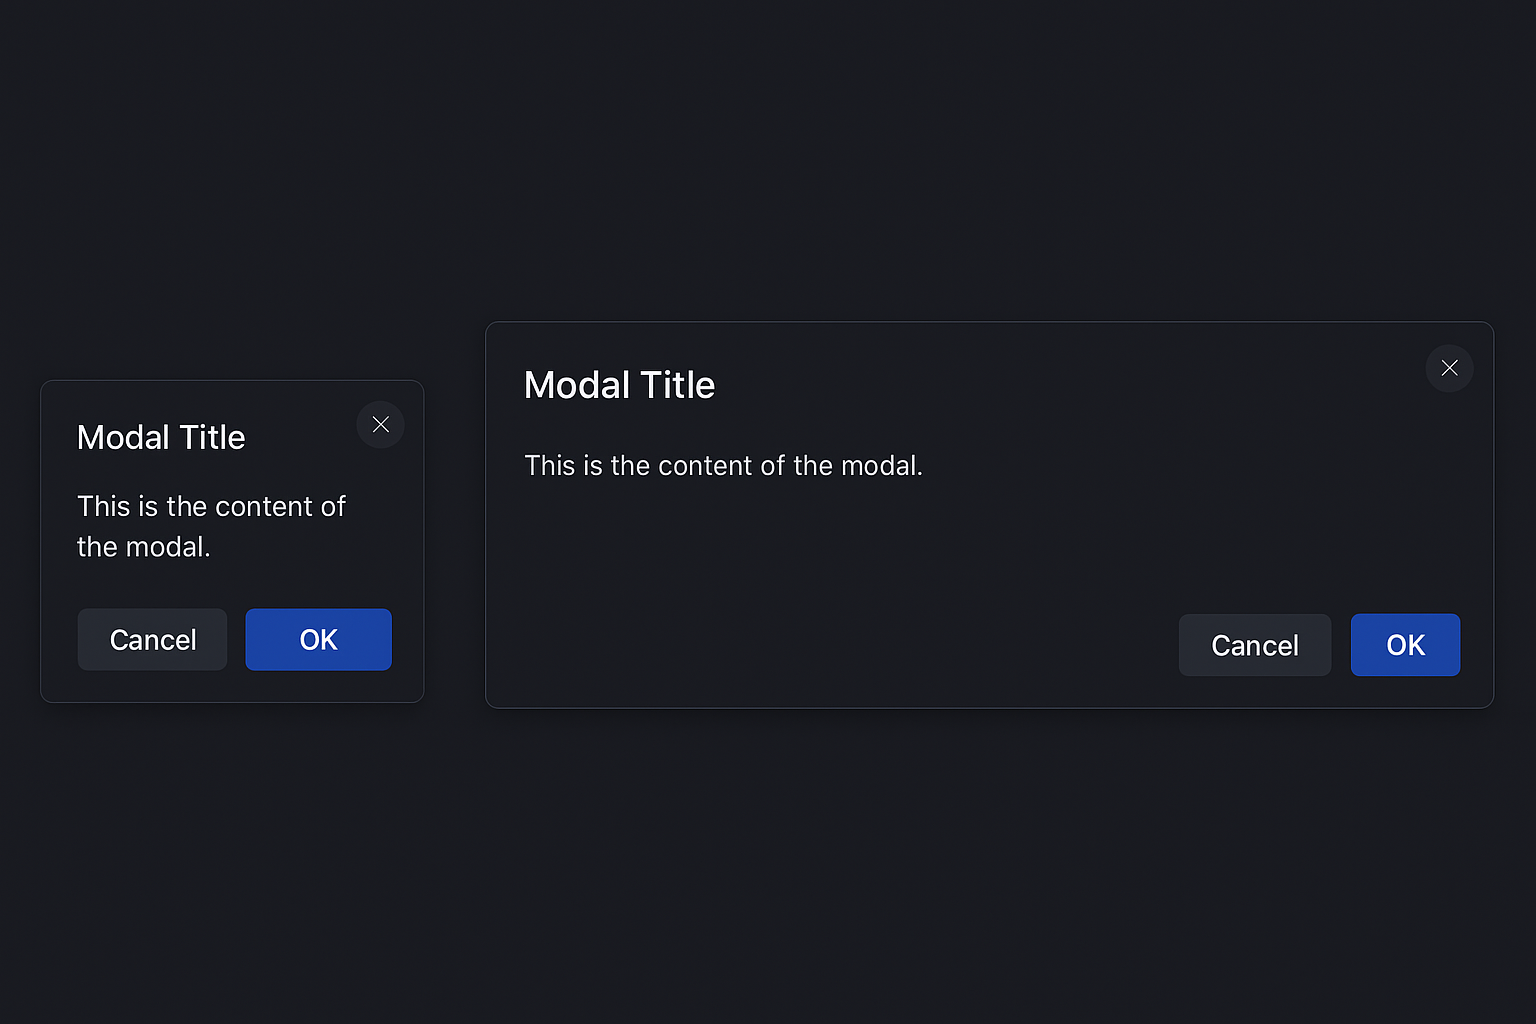 Modal Title
This is the content of
the modal.
Cancel
OK
Modal Title
This is the content of the modal.
Cancel
OK